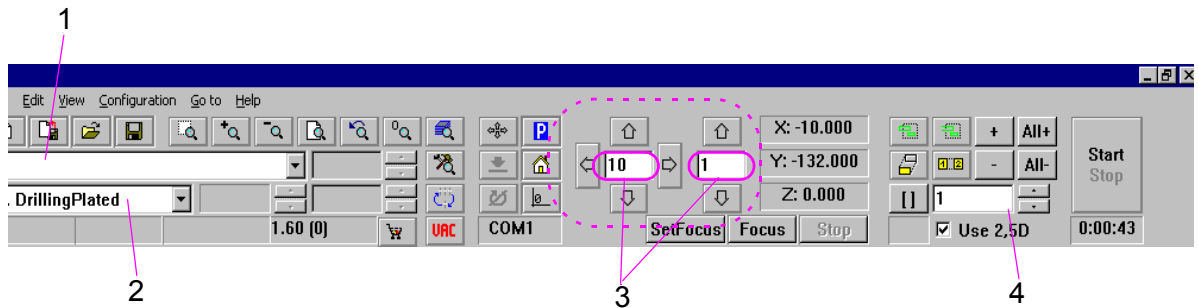 1
Edit View Configuration Go to Help
P X: -10.000 + All+
10 1 Y: -132.000 1 2 - All- Start Stop
. DrillingPlated Z: 0.000 [ ] 1
1.60 (0) VAC COM1 SetFocus Focus Stop Use 2,5D 0:00:43
2 3 4